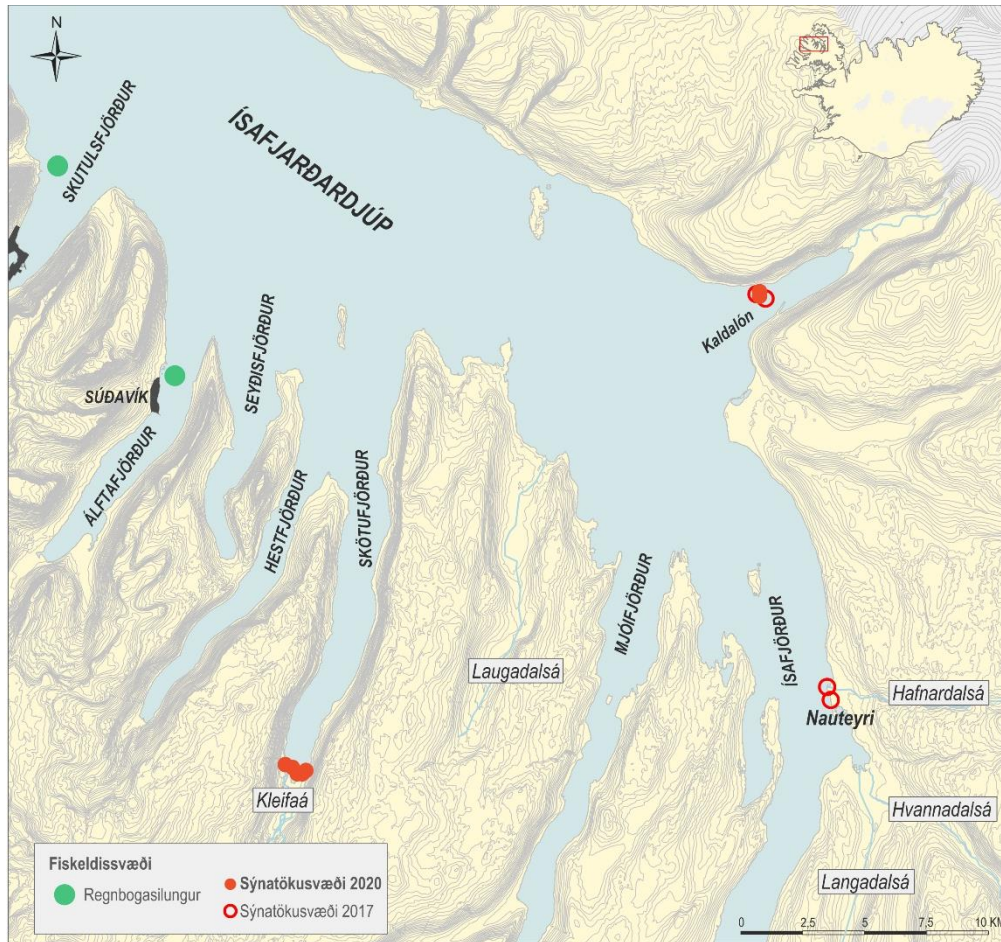 N
SKUTULSFJÖRÐUR
ÍSAFJARÐARDJÚP
Kaldalón
SÚÐAVÍK
SEYÐISFJÖRÐUR
ÁLFTAFJÖRÐUR
HESTFJÖRÐUR
SKÖTUFJÖRÐUR
MJÓIFJÖRÐUR
ÍSAFJÖRÐUR
Laugadalsá
Hafnardalsá
Nauteyri
Kleifaá
Hvannadalsá
Langadalsá
Fiskeldissvæði
Regnbogasilungur
Sýnatökusvæði 2020
Sýnatökusvæði 2017
0 2,5 5 7,5 10 KM